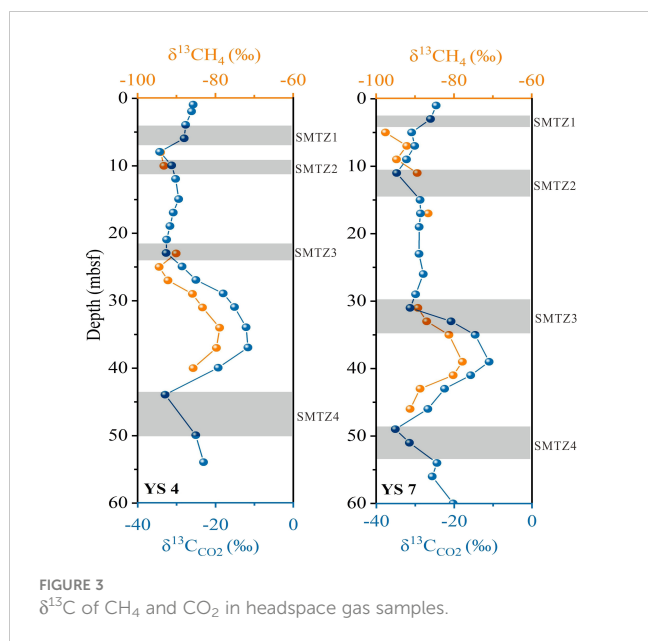 δ¹³CH₄ (‰) δ¹³CH₄ (‰)
-100 -80 -60 -100 -80 -60
0 0
SMTZ1 SMTZ1
10 SMTZ2 10
SMTZ2
20 20
SMTZ3
Depth (mbsf)
30 30
SMTZ3
40 40
SMTZ4
50 50
SMTZ4
YS 4 YS 7
60 60
-40 -20 0 -40 -20 0
δ¹³C_CO2 (‰) δ¹³C_CO2 (‰)
FIGURE 3
δ¹³C of CH₄ and CO₂ in headspace gas samples.